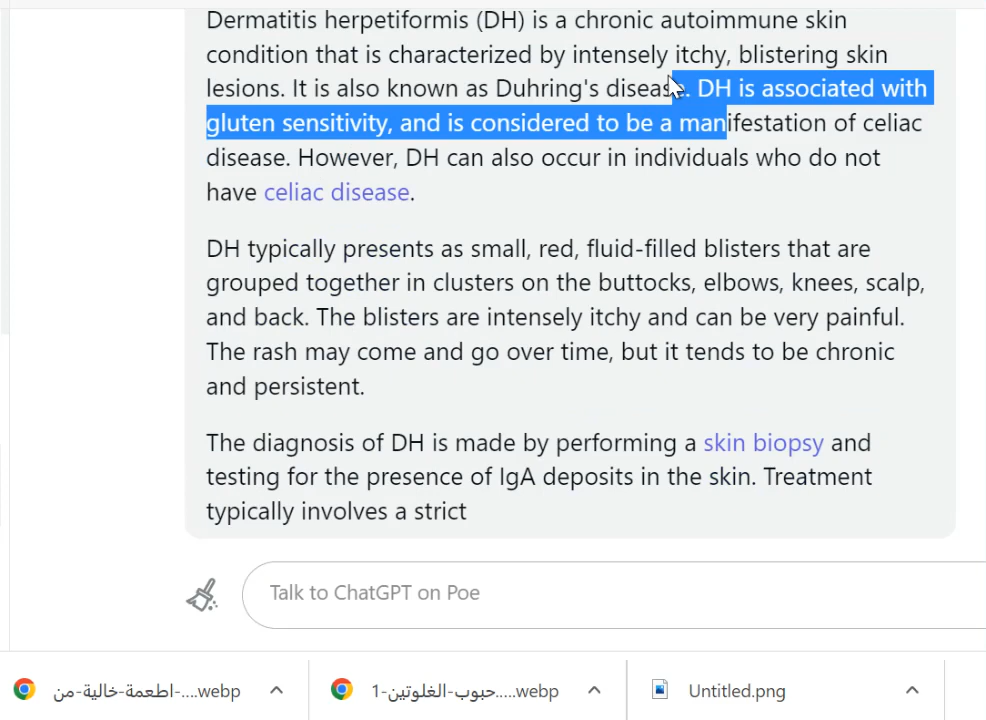 Dermatitis herpetiformis (DH) is a chronic autoimmune skin
condition that is characterized by intensely itchy, blistering skin
lesions. It is also known as Duhring's disease. DH is associated with
gluten sensitivity, and is considered to be a manifestation of celiac
disease. However, DH can also occur in individuals who do not
have celiac disease.
DH typically presents as small, red, fluid-filled blisters that are
grouped together in clusters on the buttocks, elbows, knees, scalp,
and back. The blisters are intensely itchy and can be very painful.
The rash may come and go over time, but it tends to be chronic
and persistent.
The diagnosis of DH is made by performing a skin biopsy and
testing for the presence of IgA deposits in the skin. Treatment
typically involves a strict
Talk to ChatGPT on Poe
اطعمة-خالية-من-....webp
حبوب-الغلوتين-1.....webp
Untitled.png